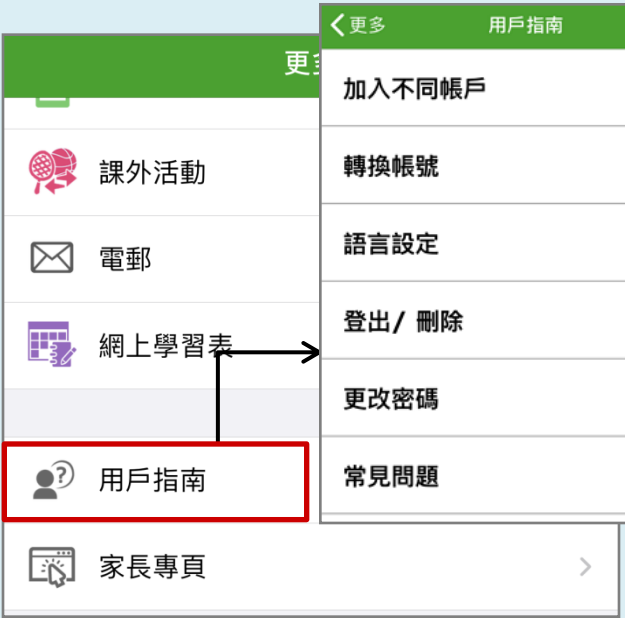 更
課外活動
電郵
網上學習表
用戶指南
家長專頁
更多
用戶指南
加入不同帳戶
轉換帳號
語言設定
登出/ 刪除
更改密碼
常見問題